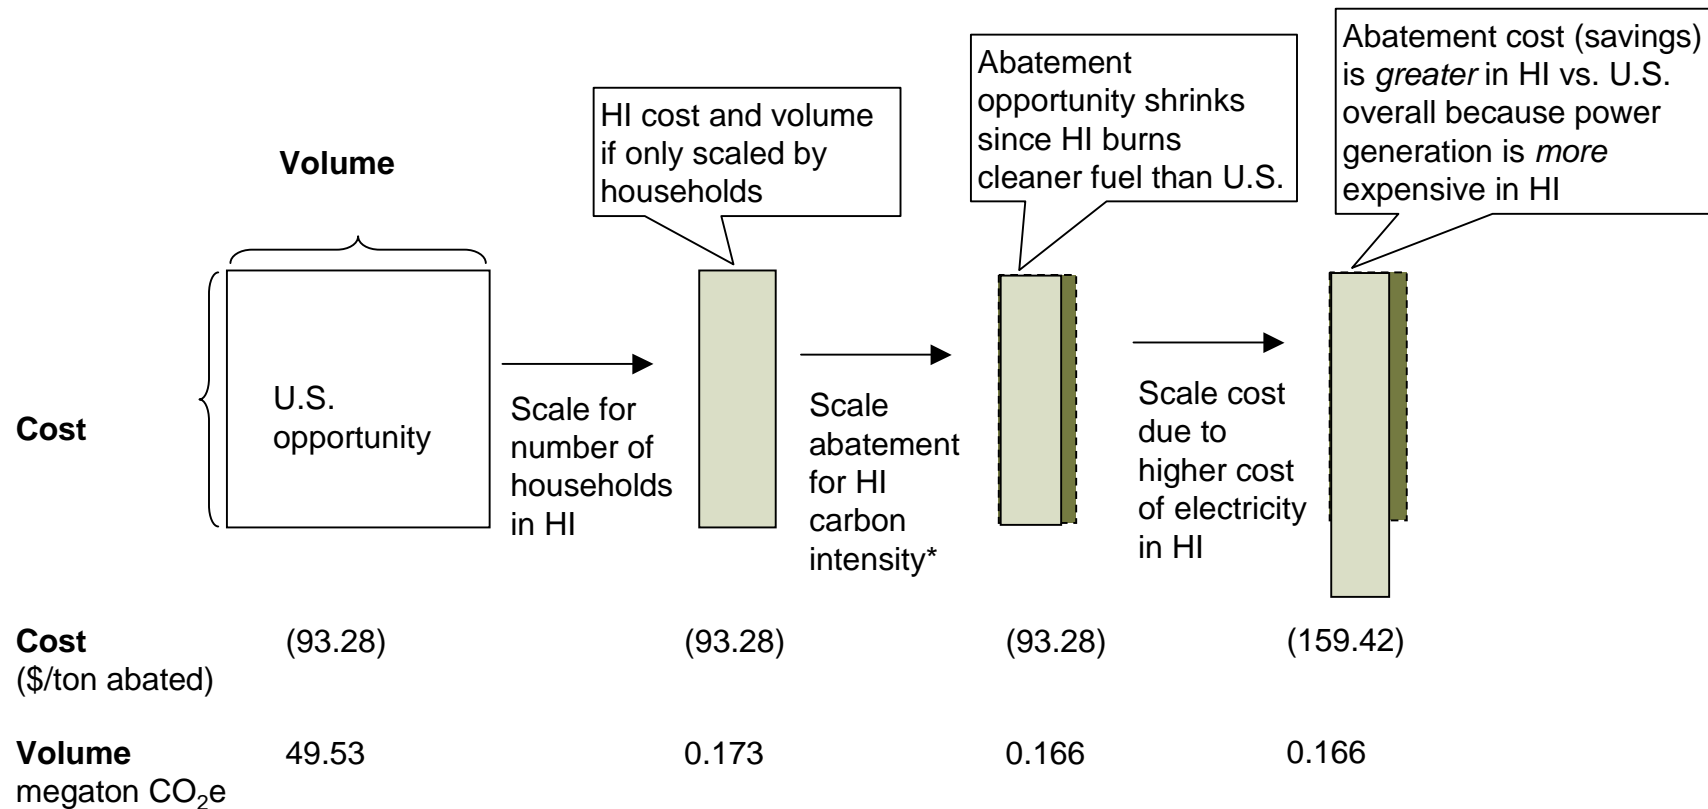 Volume
Cost
U.S.
opportunity
Scale for
number of
households
in HI
HI cost and volume
if only scaled by
households
Scale
abatement
for HI
carbon
intensity*
Abatement
opportunity shrinks
since HI burns
cleaner fuel than U.S.
Scale cost
due to
higher cost
of electricity
in HI
Abatement cost (savings)
is greater in HI vs. U.S.
overall because power
generation is more
expensive in HI
Cost (93.28) (93.28) (93.28) (159.42)
($/ton abated)
Volume 49.53 0.173 0.166 0.166
megaton CO₂e